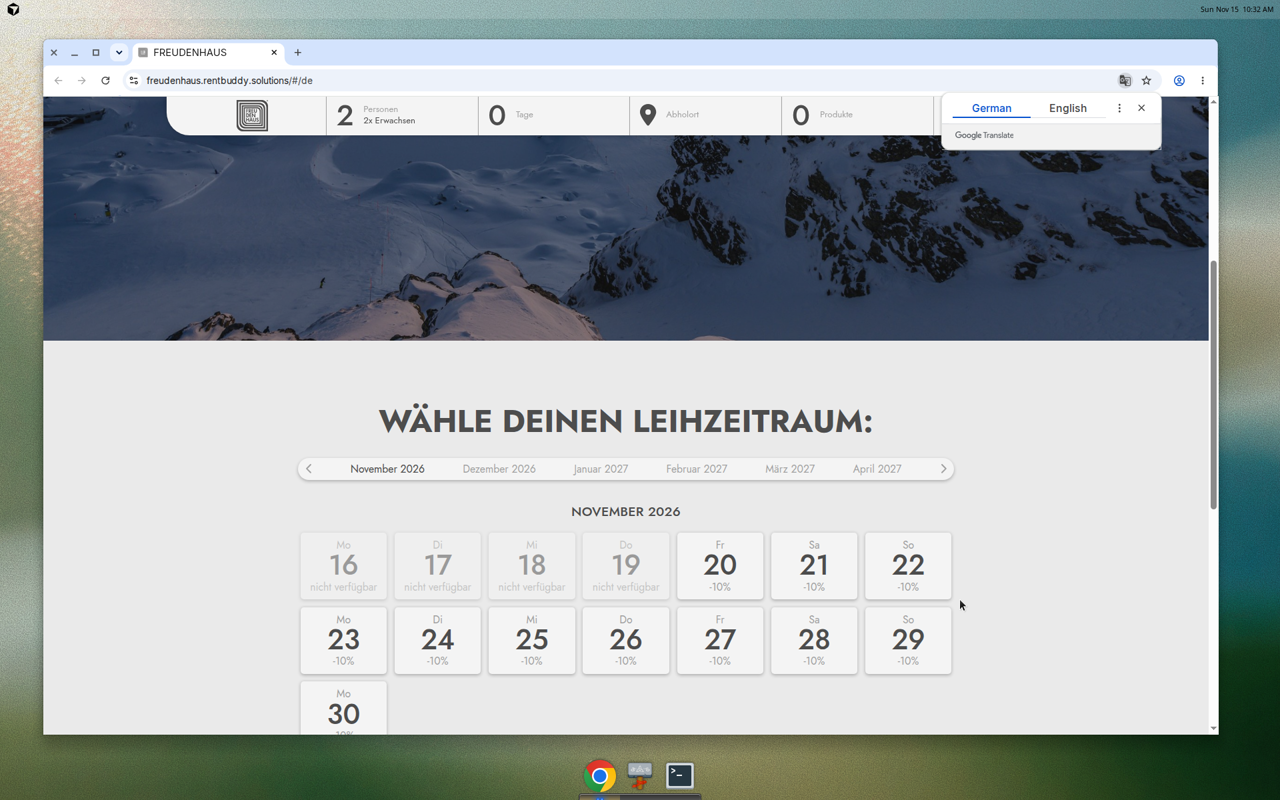 Sun Nov 15 10:32 AM
FREUDENHAUS
freudenhaus.rentbuddy.solutions/#/de
German English
Google Translate
FREU
DEN
HAUS
2 Personen
2x Erwachsen
0 Tage
Abholort
0 Produkte
WÄHLE DEINEN LEIHZEITRAUM:
November 2026 Dezember 2026 Januar 2027 Februar 2027 März 2027 April 2027
NOVEMBER 2026
Mo Di Mi Do Fr Sa So
16 17 18 19 20 21 22
nicht verfügbar nicht verfügbar nicht verfügbar nicht verfügbar -10% -10% -10%
Mo Di Mi Do Fr Sa So
23 24 25 26 27 28 29
-10% -10% -10% -10% -10% -10% -10%
Mo
30
-10%